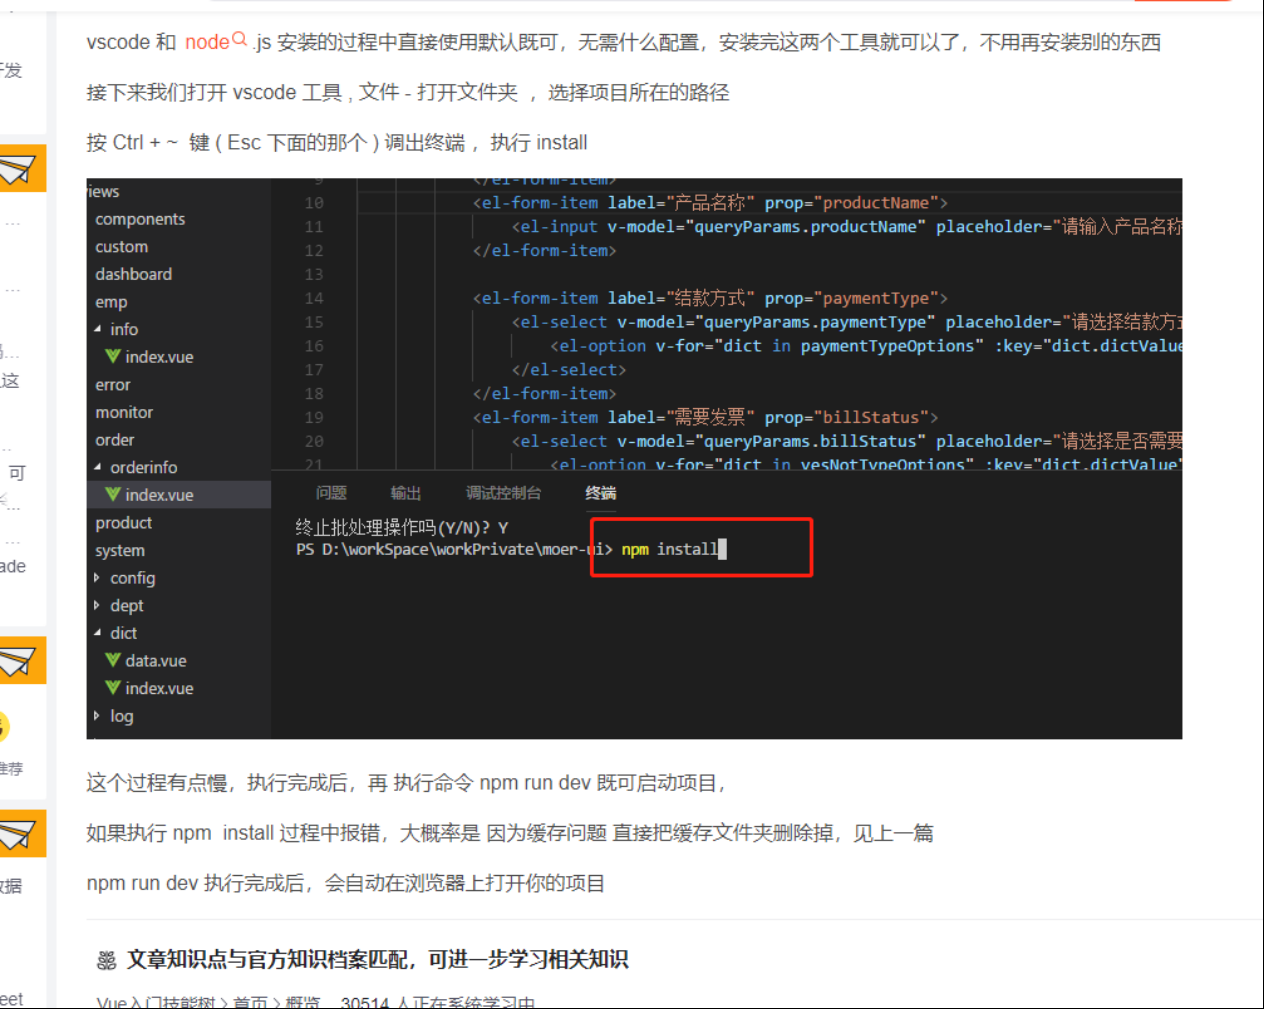 vscode 和 node .js 安装的过程中直接使用默认既可，无需什么配置，安装完这两个工具就可以了，不用再安装别的东西
接下来我们打开 vscode 工具 , 文件 - 打开文件夹 ， 选择项目所在的路径
按 Ctrl + ~ 键 ( Esc 下面的那个 ) 调出终端 ， 执行 install
components
custom
dashboard
emp
info
index.vue
error
monitor
order
orderinfo
index.vue
product
system
config
dept
dict
data.vue
index.vue
log
9 </el-form-item>
10 <el-form-item label="产品名称" prop="productName">
11 <el-input v-model="queryParams.productName" placeholder="请输入产品名称
12 </el-form-item>
13
14 <el-form-item label="结款方式" prop="paymentType">
15 <el-select v-model="queryParams.paymentType" placeholder="请选择结款方式
16 <el-option v-for="dict in paymentTypeOptions" :key="dict.dictValue
17 </el-select>
18 </el-form-item>
19 <el-form-item label="需要发票" prop="billStatus">
20 <el-select v-model="queryParams.billStatus" placeholder="请选择是否需要
21 <el-option v-for="dict in yesNotTypeOptions" :key="dict.dictValue"
问题 输出 调试控制台 终端
终止批处理操作吗(Y/N)? Y
PS D:\workSpace\workPrivate\moer-ui> npm install
这个过程有点慢，执行完成后，再 执行命令 npm run dev 既可启动项目，
如果执行 npm install 过程中报错，大概率是 因为缓存问题 直接把缓存文件夹删除掉，见上一篇
npm run dev 执行完成后，会自动在浏览器上打开你的项目
文章知识点与官方知识档案匹配，可进一步学习相关知识
Vue入门技能树 > 首页 > 概览 30514 人正在系统学习中